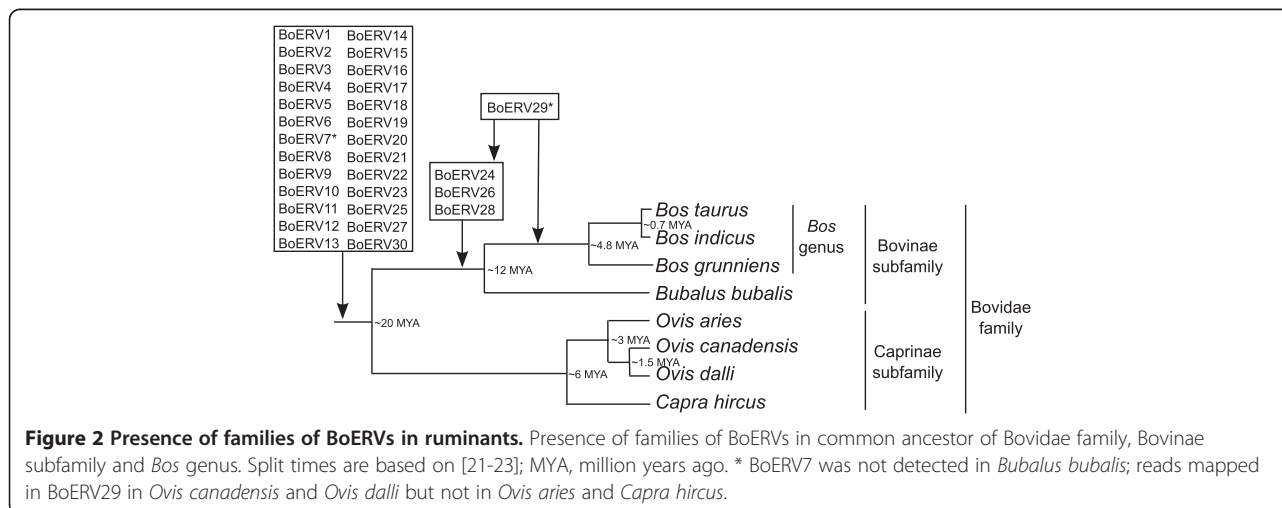 BoERV1 BoERV14
BoERV2 BoERV15
BoERV3 BoERV16
BoERV4 BoERV17
BoERV5 BoERV18
BoERV6 BoERV19
BoERV7* BoERV20
BoERV8 BoERV21
BoERV9 BoERV22
BoERV10 BoERV23
BoERV11 BoERV25
BoERV12 BoERV27
BoERV13 BoERV30
BoERV29*
BoERV24
BoERV26
BoERV28
~20 MYA
~12 MYA
~4.8 MYA
~0.7 MYA
~6 MYA
~3 MYA
~1.5 MYA
Bos taurus
Bos indicus
Bos grunniens
Bubalus bubalis
Ovis aries
Ovis canadensis
Ovis dalli
Capra hircus
Bos
genus
Bovinae
subfamily
Caprinae
subfamily
Bovidae
family
Figure 2 Presence of families of BoERVs in ruminants. Presence of families of BoERVs in common ancestor of Bovidae family, Bovinae
subfamily and Bos genus. Split times are based on [21-23]; MYA, million years ago. * BoERV7 was not detected in Bubalus bubalis; reads mapped
in BoERV29 in Ovis canadensis and Ovis dalli but not in Ovis aries and Capra hircus.